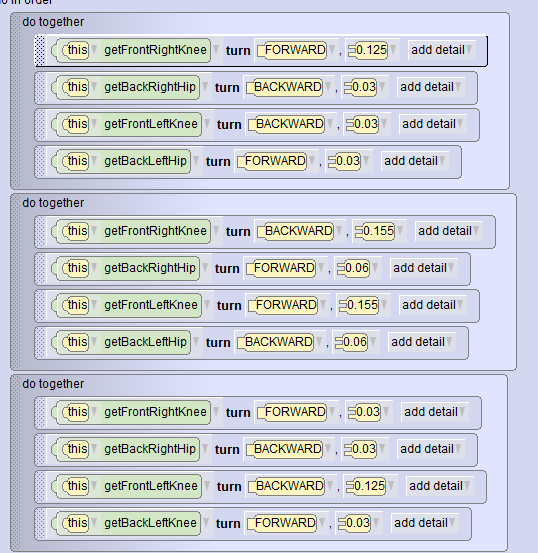 do in order
do together
this getFrontRightKnee turn FORWARD , 0.125 add detail
this getBackRightHip turn BACKWARD , 0.03 add detail
this getFrontLeftKnee turn BACKWARD , 0.03 add detail
this getBackLeftHip turn FORWARD , 0.03 add detail
do together
this getFrontRightKnee turn BACKWARD , 0.155 add detail
this getBackRightHip turn FORWARD , 0.06 add detail
this getFrontLeftKnee turn FORWARD , 0.155 add detail
this getBackLeftHip turn BACKWARD , 0.06 add detail
do together
this getFrontRightKnee turn FORWARD , 0.03 add detail
this getBackRightHip turn BACKWARD , 0.03 add detail
this getFrontLeftKnee turn BACKWARD , 0.125 add detail
this getBackLeftKnee turn FORWARD , 0.03 add detail